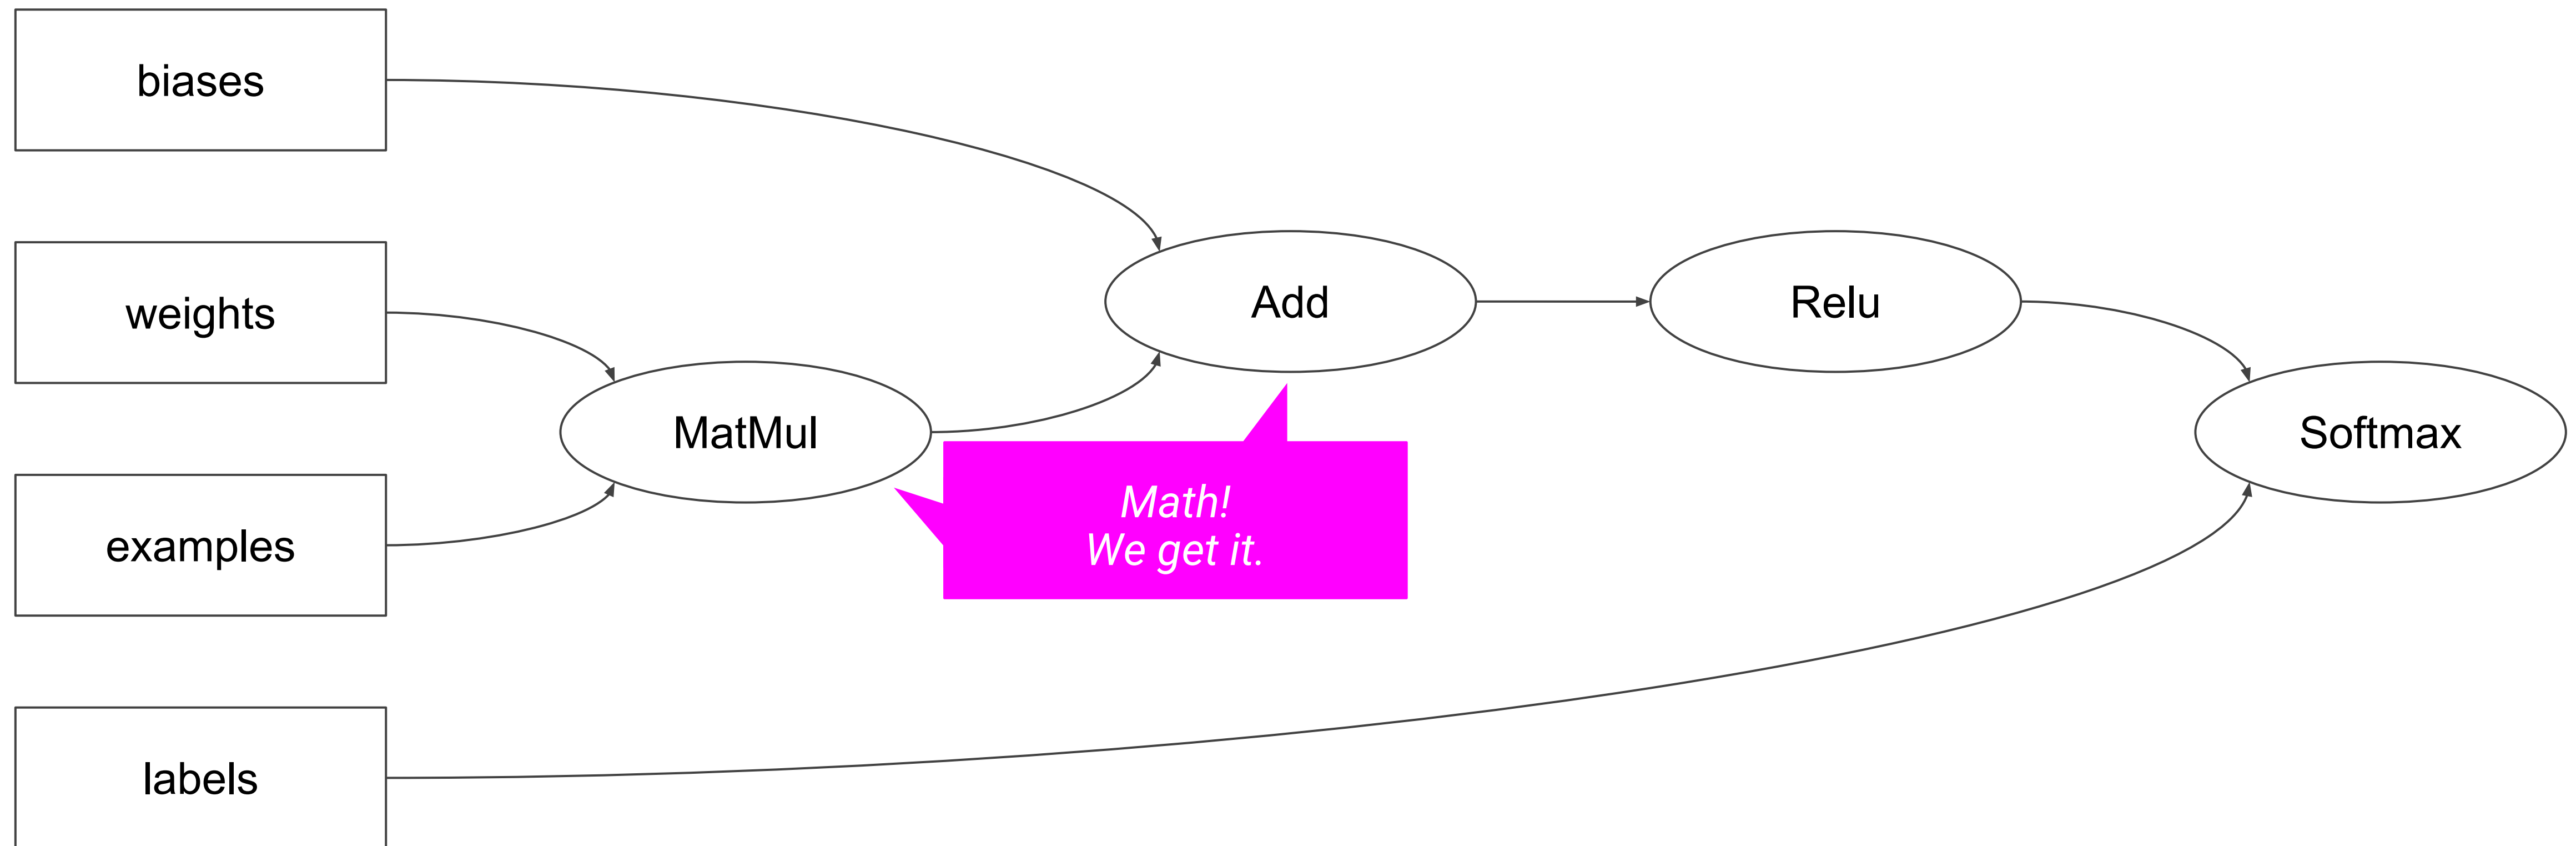 biases
weights
examples
labels
MatMul
Add
Relu
Softmax
Math!
We get it.